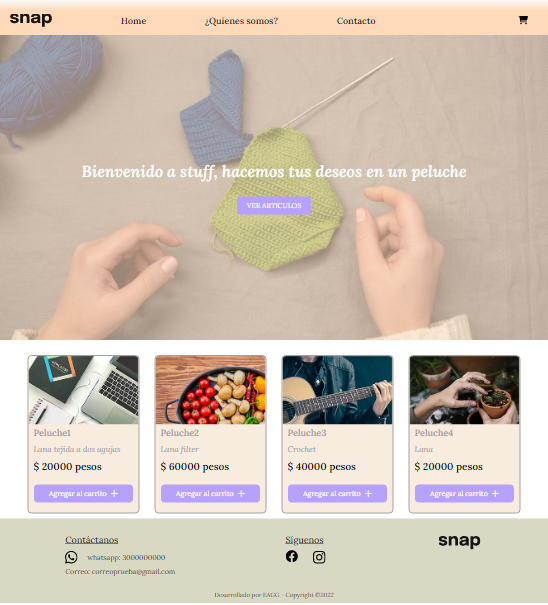 snap
Home
¿Quienes somos?
Contacto
Bienvenido a stuff, hacemos tus deseos en un peluche
VER ARTICULOS
Peluche1
Lana tejida a dos agujas
$ 20000 pesos
Agregar al carrito +
Peluche2
Lana filter
$ 60000 pesos
Agregar al carrito +
Peluche3
Crochet
$ 40000 pesos
Agregar al carrito +
Peluche4
Lana
$ 20000 pesos
Agregar al carrito +
Contáctanos
whatsapp: 3000000000
Correo: correoprueba@gmail.com
Síguenos
snap
Desarrollado por EAGG - Copyright ©2022